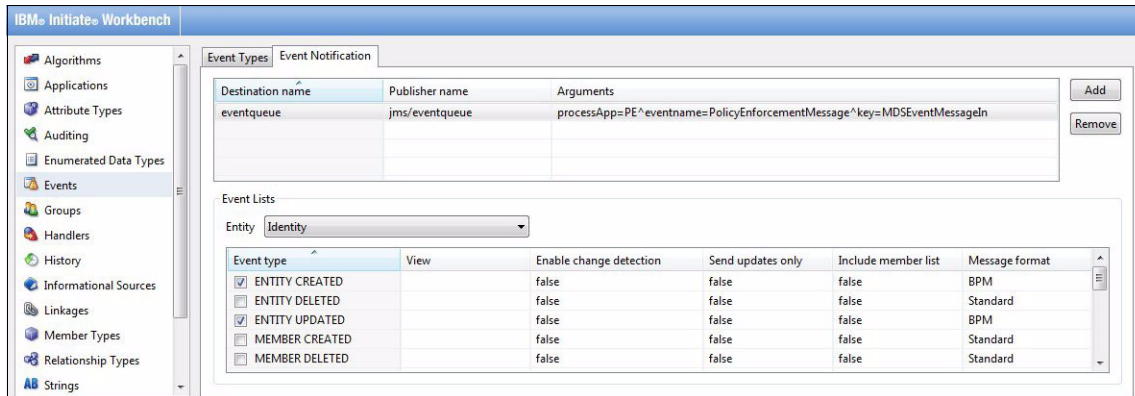 IBM® Initiate® Workbench
Algorithms
Applications
Attribute Types
Auditing
Enumerated Data Types
Events
Groups
Handlers
History
Informational Sources
Linkages
Member Types
Relationship Types
AB Strings
Event Types Event Notification
Destination name Publisher name Arguments
eventqueue jms/eventqueue processApp=PE^eventname=PolicyEnforcementMessage^key=MDSEventMessageIn
Add
Remove
Event Lists
Entity Identity
Event type View Enable change detection Send updates only Include member list Message format
ENTITY CREATED false false false BPM
ENTITY DELETED false false false Standard
ENTITY UPDATED false false false BPM
MEMBER CREATED false false false Standard
MEMBER DELETED false false false Standard